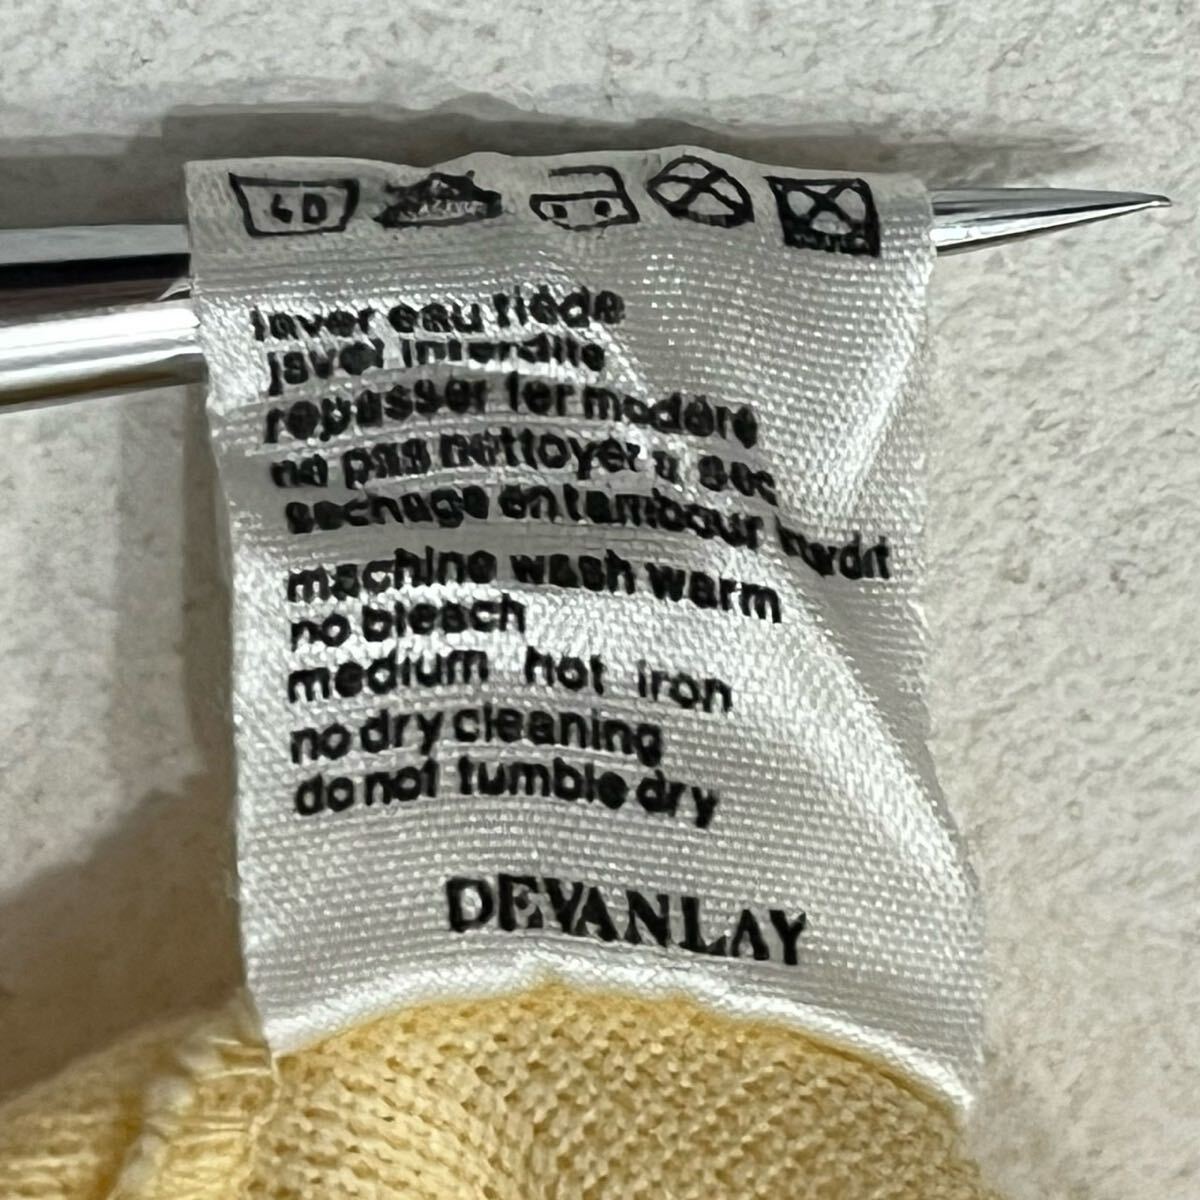 40
laver eau tiède
javel interdite
repasser fer modéré
ne pas nettoyer a sec
sechage en tambour interdit
machine wash warm
no bleach
medium hot iron
no dry cleaning
do not tumble dry
DEVANLAY